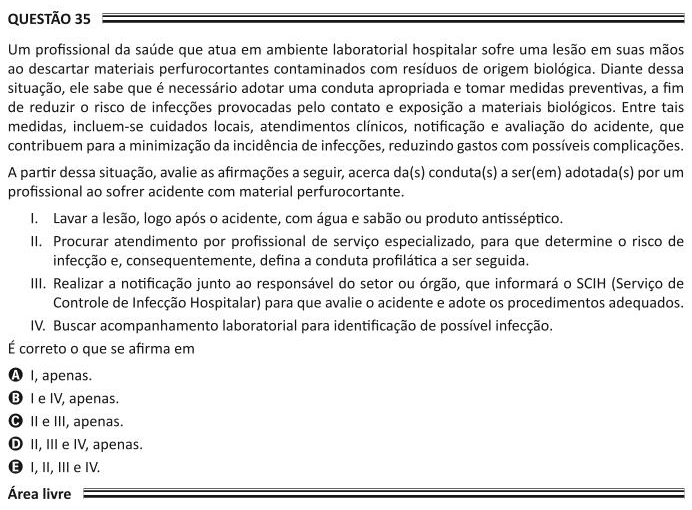 QUESTÃO 35
Um profissional da saúde que atua em ambiente laboratorial hospitalar sofre uma lesão em suas mãos
ao descartar materiais perfurocortantes contaminados com resíduos de origem biológica. Diante dessa
situação, ele sabe que é necessário adotar uma conduta apropriada e tomar medidas preventivas, a fim
de reduzir o risco de infecções provocadas pelo contato e exposição a materiais biológicos. Entre tais
medidas, incluem-se cuidados locais, atendimentos clínicos, notificação e avaliação do acidente, que
contribuem para a minimização da incidência de infecções, reduzindo gastos com possíveis complicações.
A partir dessa situação, avalie as afirmações a seguir, acerca da(s) conduta(s) a ser(em) adotada(s) por um
profissional ao sofrer acidente com material perfurocortante.
I. Lavar a lesão, logo após o acidente, com água e sabão ou produto antisséptico.
II. Procurar atendimento por profissional de serviço especializado, para que determine o risco de
infecção e, consequentemente, defina a conduta profilática a ser seguida.
III. Realizar a notificação junto ao responsável do setor ou órgão, que informará o SCIH (Serviço de
Controle de Infecção Hospitalar) para que avalie o acidente e adote os procedimentos adequados.
IV. Buscar acompanhamento laboratorial para identificação de possível infecção.
É correto o que se afirma em
A I, apenas.
B I e IV, apenas.
C II e III, apenas.
D II, III e IV, apenas.
E I, II, III e IV.
Área livre